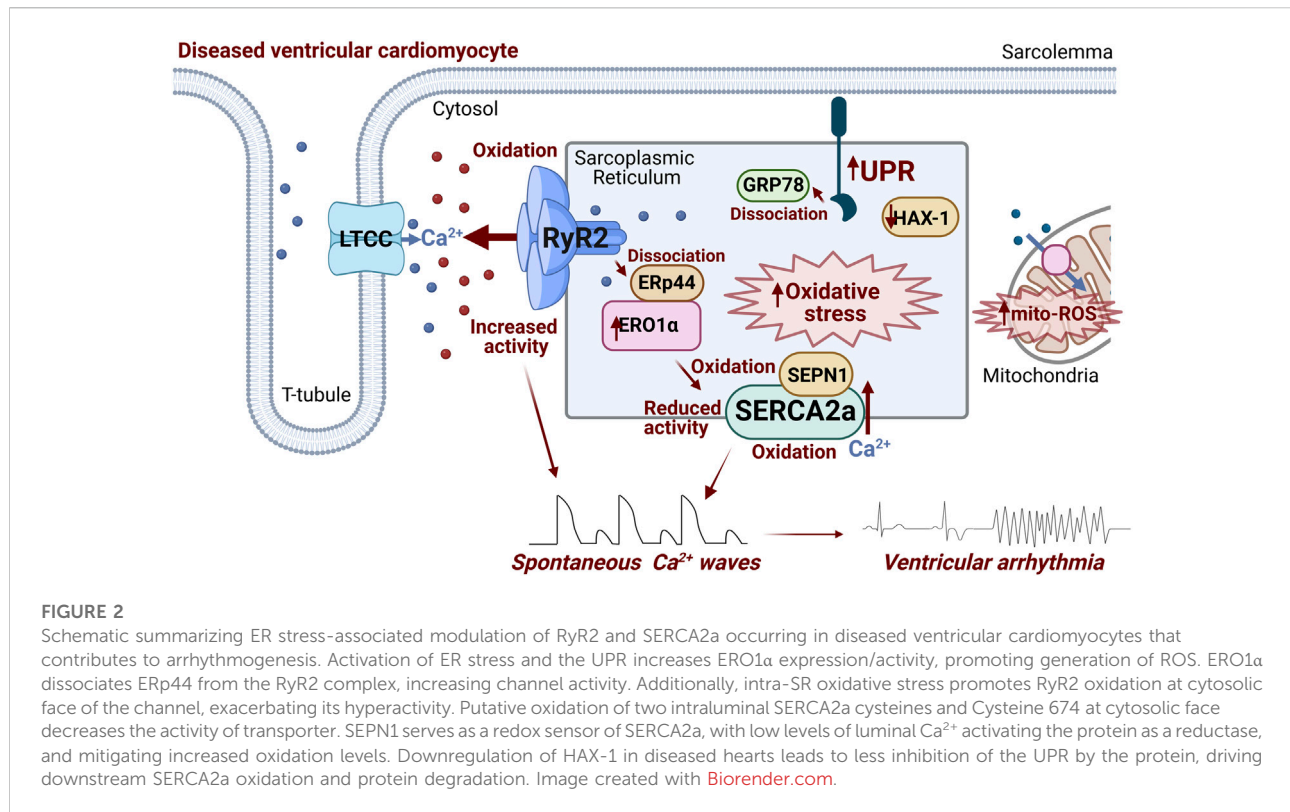 Diseased ventricular cardiomyocyte
Sarcolemma
Cytosol
Oxidation
Sarcoplasmic
Reticulum
↑UPR
GRP78
Dissociation
↓HAX-1
LTCC
Ca²⁺
RyR2
Dissociation
ERp44
↑Oxidative
stress
↑mito-ROS
↑ERO1α
Increased
activity
Mitochondria
T-tubule
Oxidation
SEPN1
Reduced
activity
SERCA2a
Oxidation
Ca²⁺
Spontaneous Ca²⁺ waves
Ventricular arrhythmia
FIGURE 2
Schematic summarizing ER stress-associated modulation of RyR2 and SERCA2a occurring in diseased ventricular cardiomyocytes that
contributes to arrhythmogenesis. Activation of ER stress and the UPR increases ERO1α expression/activity, promoting generation of ROS. ERO1α
dissociates ERp44 from the RyR2 complex, increasing channel activity. Additionally, intra-SR oxidative stress promotes RyR2 oxidation at cytosolic
face of the channel, exacerbating its hyperactivity. Putative oxidation of two intraluminal SERCA2a cysteines and Cysteine 674 at cytosolic face
decreases the activity of transporter. SEPN1 serves as a redox sensor of SERCA2a, with low levels of luminal Ca²⁺ activating the protein as a reductase,
and mitigating increased oxidation levels. Downregulation of HAX-1 in diseased hearts leads to less inhibition of the UPR by the protein, driving
downstream SERCA2a oxidation and protein degradation. Image created with Biorender.com.